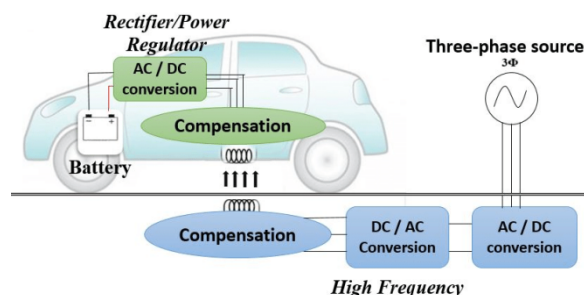 Rectifier/Power
Regulator
AC / DC
conversion
Compensation
Battery
Three-phase source
3Φ
Compensation
DC / AC
Conversion
AC / DC
conversion
High Frequency